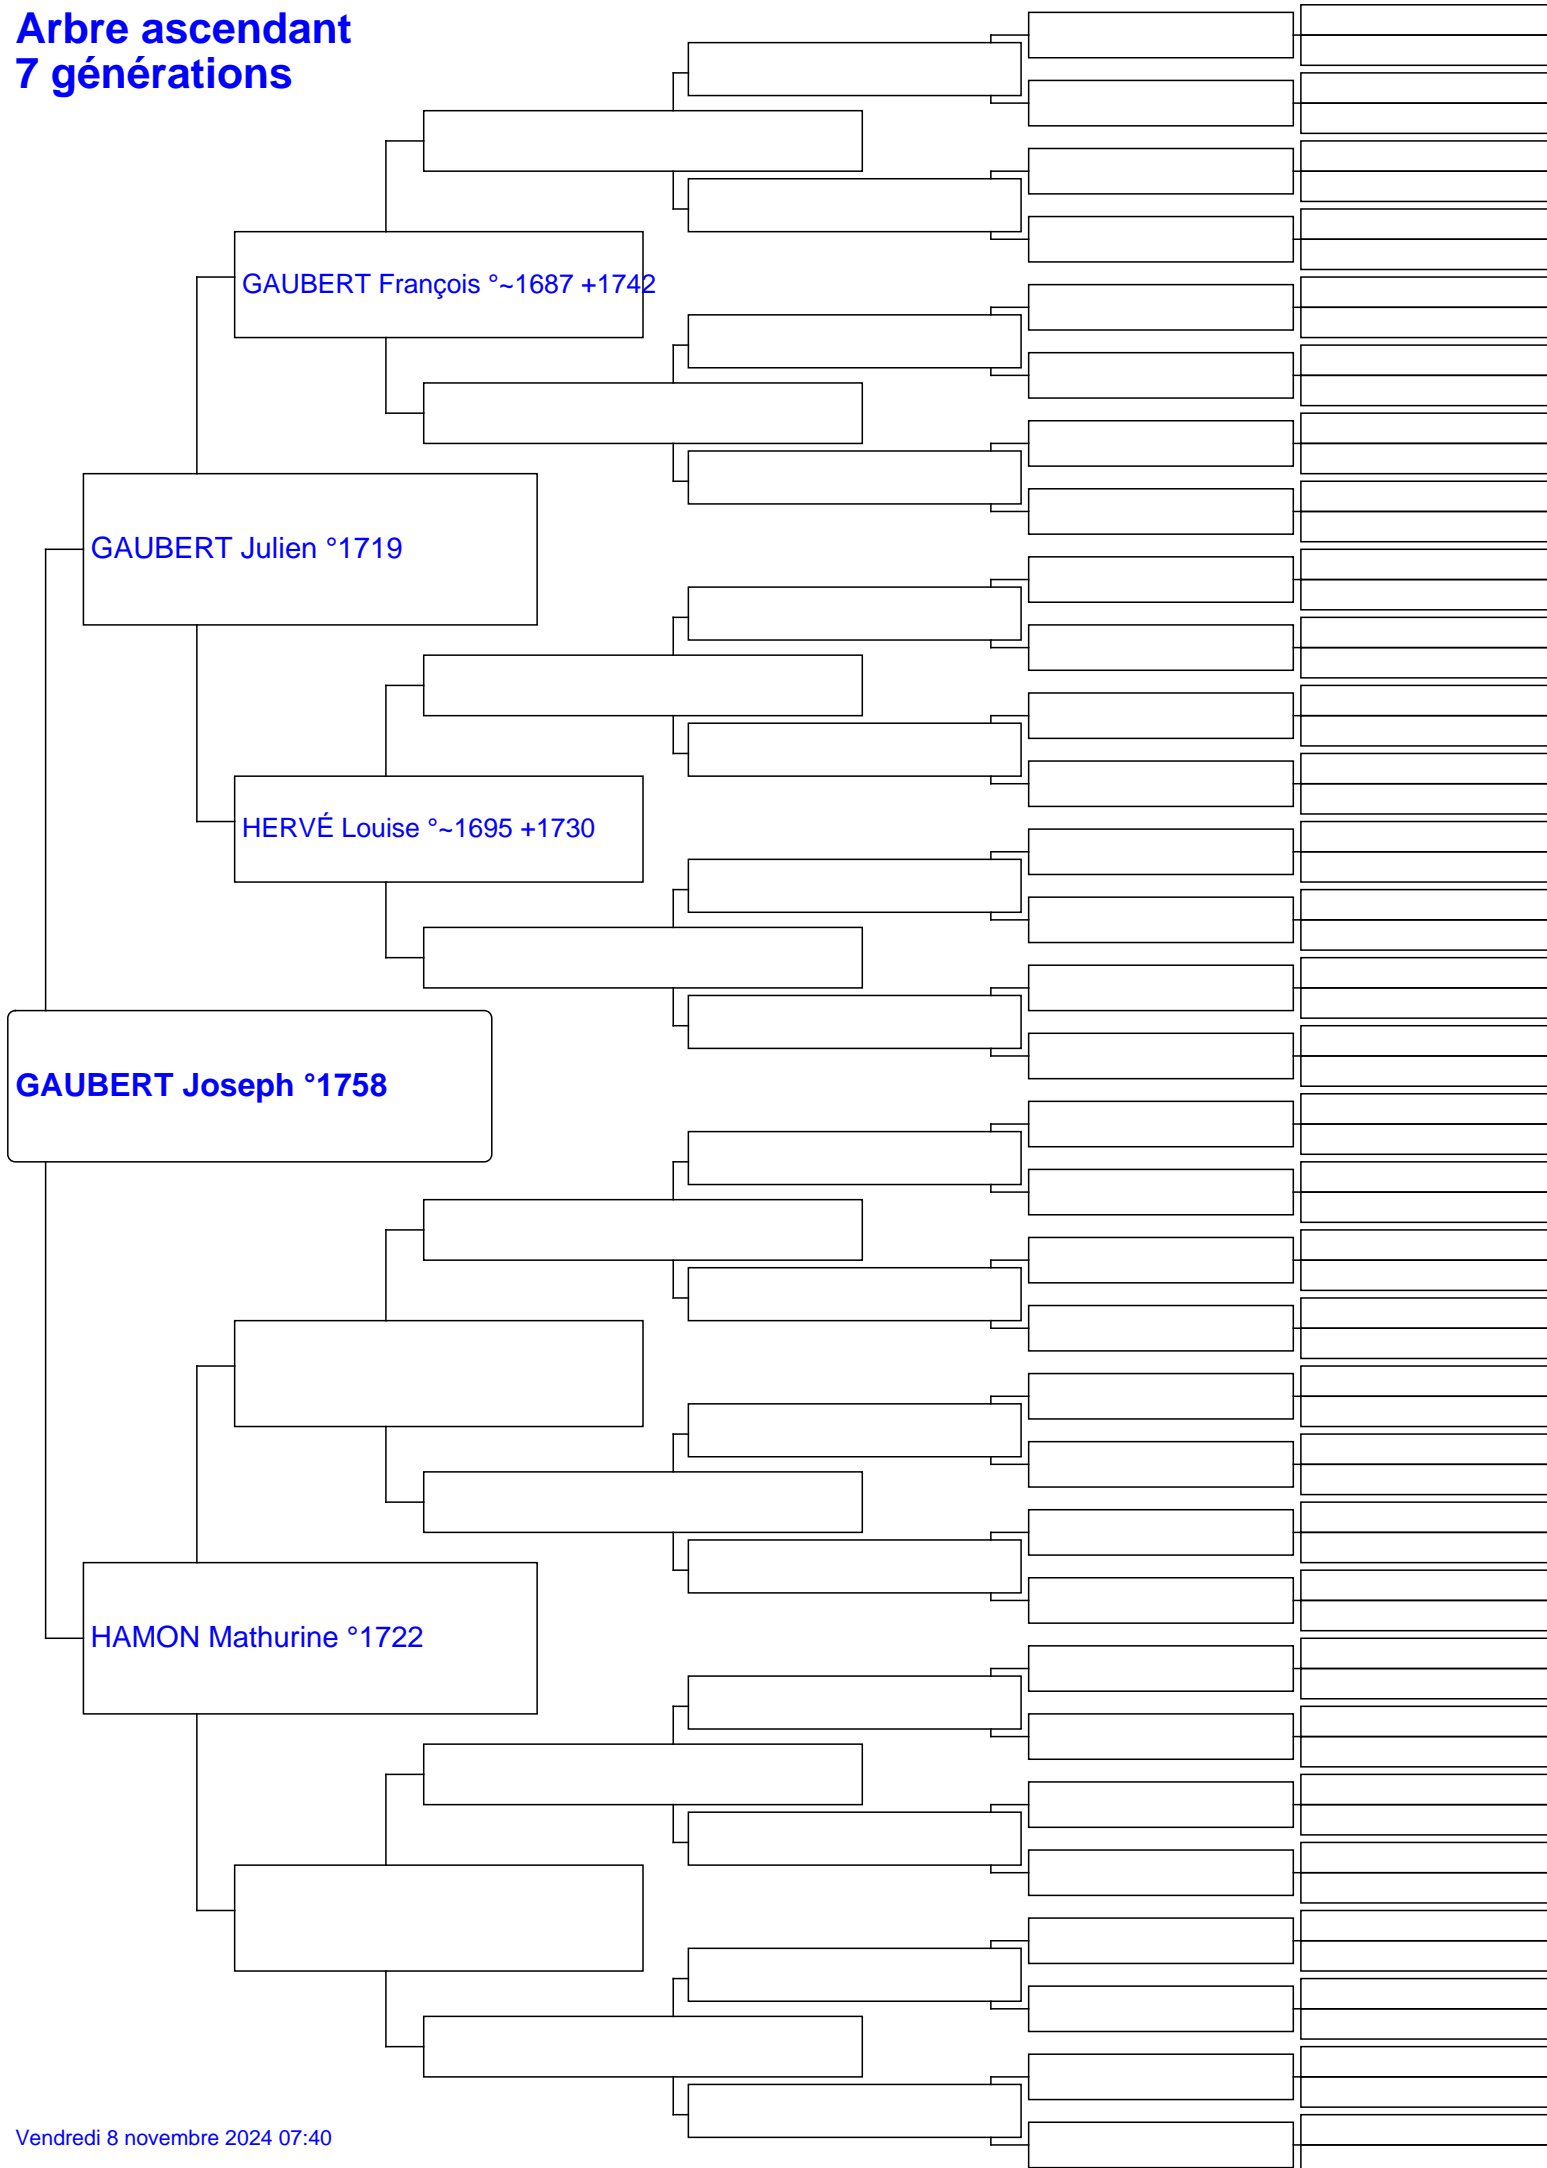 Arbre ascendant
7 générations
GAUBERT François °~1687 +1742
GAUBERT Julien °1719
HERVÉ Louise °~1695 +1730
GAUBERT Joseph °1758
HAMON Mathurine °1722
Vendredi 8 novembre 2024 07:40